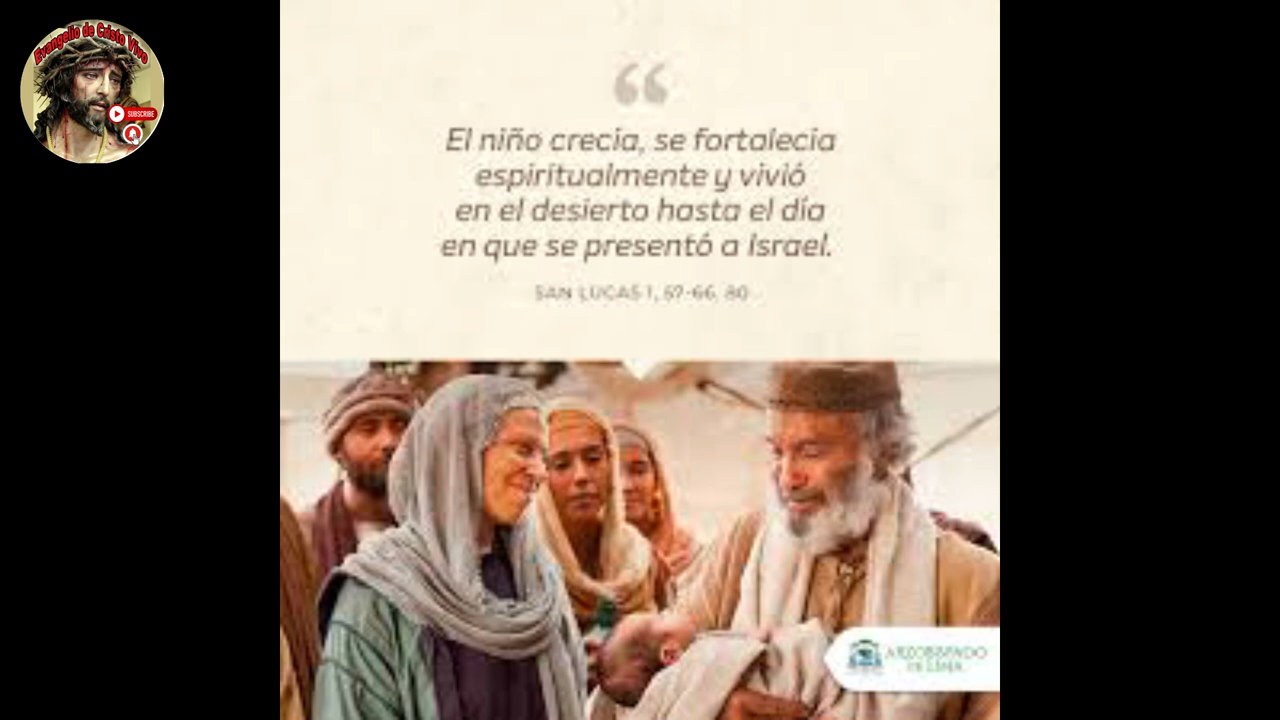 Evangelio de Cristo Vivo
SUBSCRIBE
“
El niño crecía, se fortalecía
espiritualmente y vivió
en el desierto hasta el día
en que se presentó a Israel.
SAN LUCAS 1, 57-66. 80
ARZOBISPADO
DE LIMA